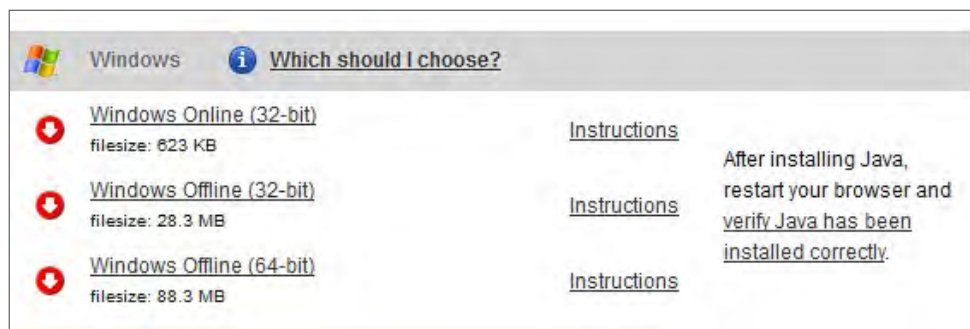 Windows Which should I choose?
Windows Online (32-bit) Instructions
filesize: 623 KB
Windows Offline (32-bit) Instructions
filesize: 28.3 MB
Windows Offline (64-bit) Instructions
filesize: 88.3 MB
After installing Java,
restart your browser and
verify Java has been
installed correctly.